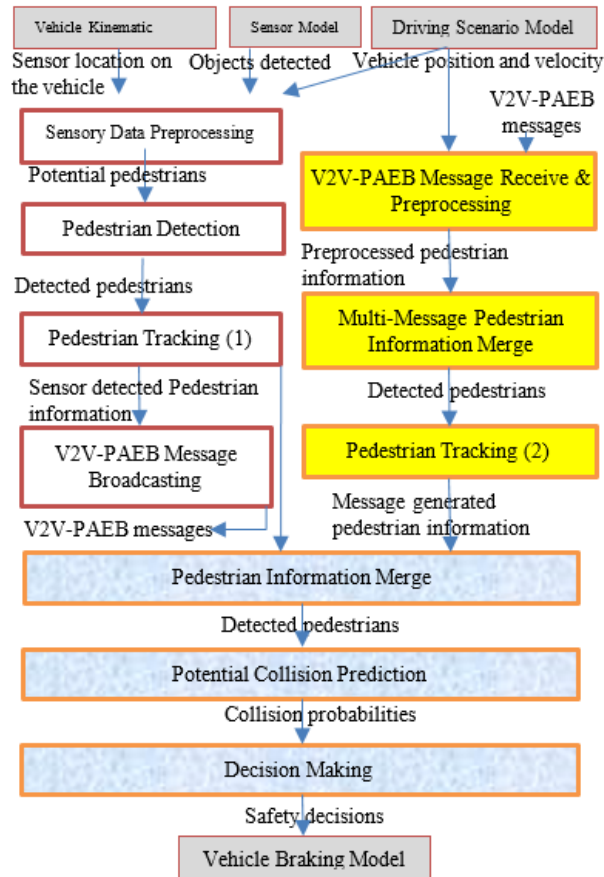 Vehicle Kinematic
Sensor Model
Driving Scenario Model
Sensor location on
the vehicle
Objects detected
Vehicle position and velocity
V2V-PAEB
messages
Sensory Data Preprocessing
V2V-PAEB Message Receive &
Preprocessing
Potential pedestrians
Pedestrian Detection
Preprocessed pedestrian
information
Detected pedestrians
Multi-Message Pedestrian
Information Merge
Pedestrian Tracking (1)
Sensor detected Pedestrian
information
Detected pedestrians
V2V-PAEB Message
Broadcasting
Pedestrian Tracking (2)
V2V-PAEB messages
Message generated
pedestrian information
Pedestrian Information Merge
Detected pedestrians
Potential Collision Prediction
Collision probabilities
Decision Making
Safety decisions
Vehicle Braking Model